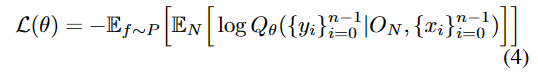 ℒ(θ) = −𝔼_{f∼P}[𝔼_N[log Q_θ({y_i}_{i=0}^{n−1}|O_N, {x_i}_{i=0}^{n−1})]]
(4)